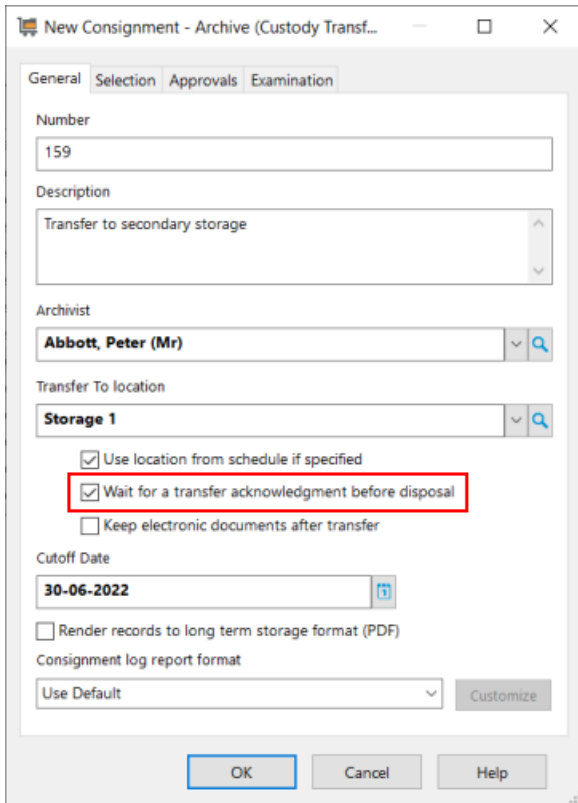 New Consignment - Archive (Custody Transf...
General Selection Approvals Examination
Number
159
Description
Transfer to secondary storage
Archivist
Abbott, Peter (Mr)
Transfer To location
Storage 1
Use location from schedule if specified
Wait for a transfer acknowledgment before disposal
Keep electronic documents after transfer
Cutoff Date
30-06-2022
Render records to long term storage format (PDF)
Consignment log report format
Use Default Customize
OK Cancel Help